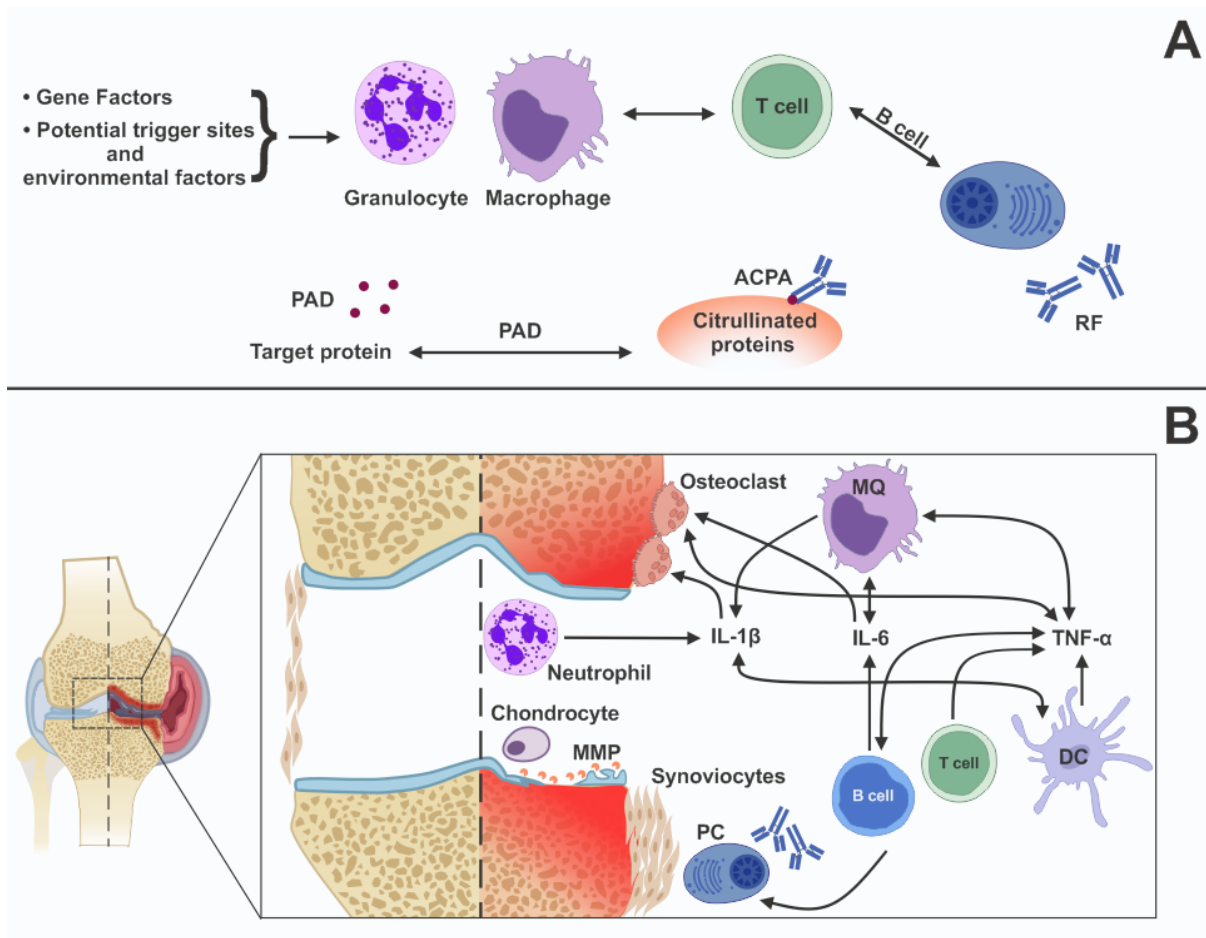 A
• Gene Factors
• Potential trigger sites
and
environmental factors
Granulocyte
Macrophage
T cell
B cell
RF
PAD
Target protein
PAD
ACPA
Citrullinated
proteins
B
Osteoclast
MQ
IL-1β
IL-6
TNF-α
Neutrophil
Chondrocyte
MMP
Synoviocytes
PC
B cell
T cell
DC